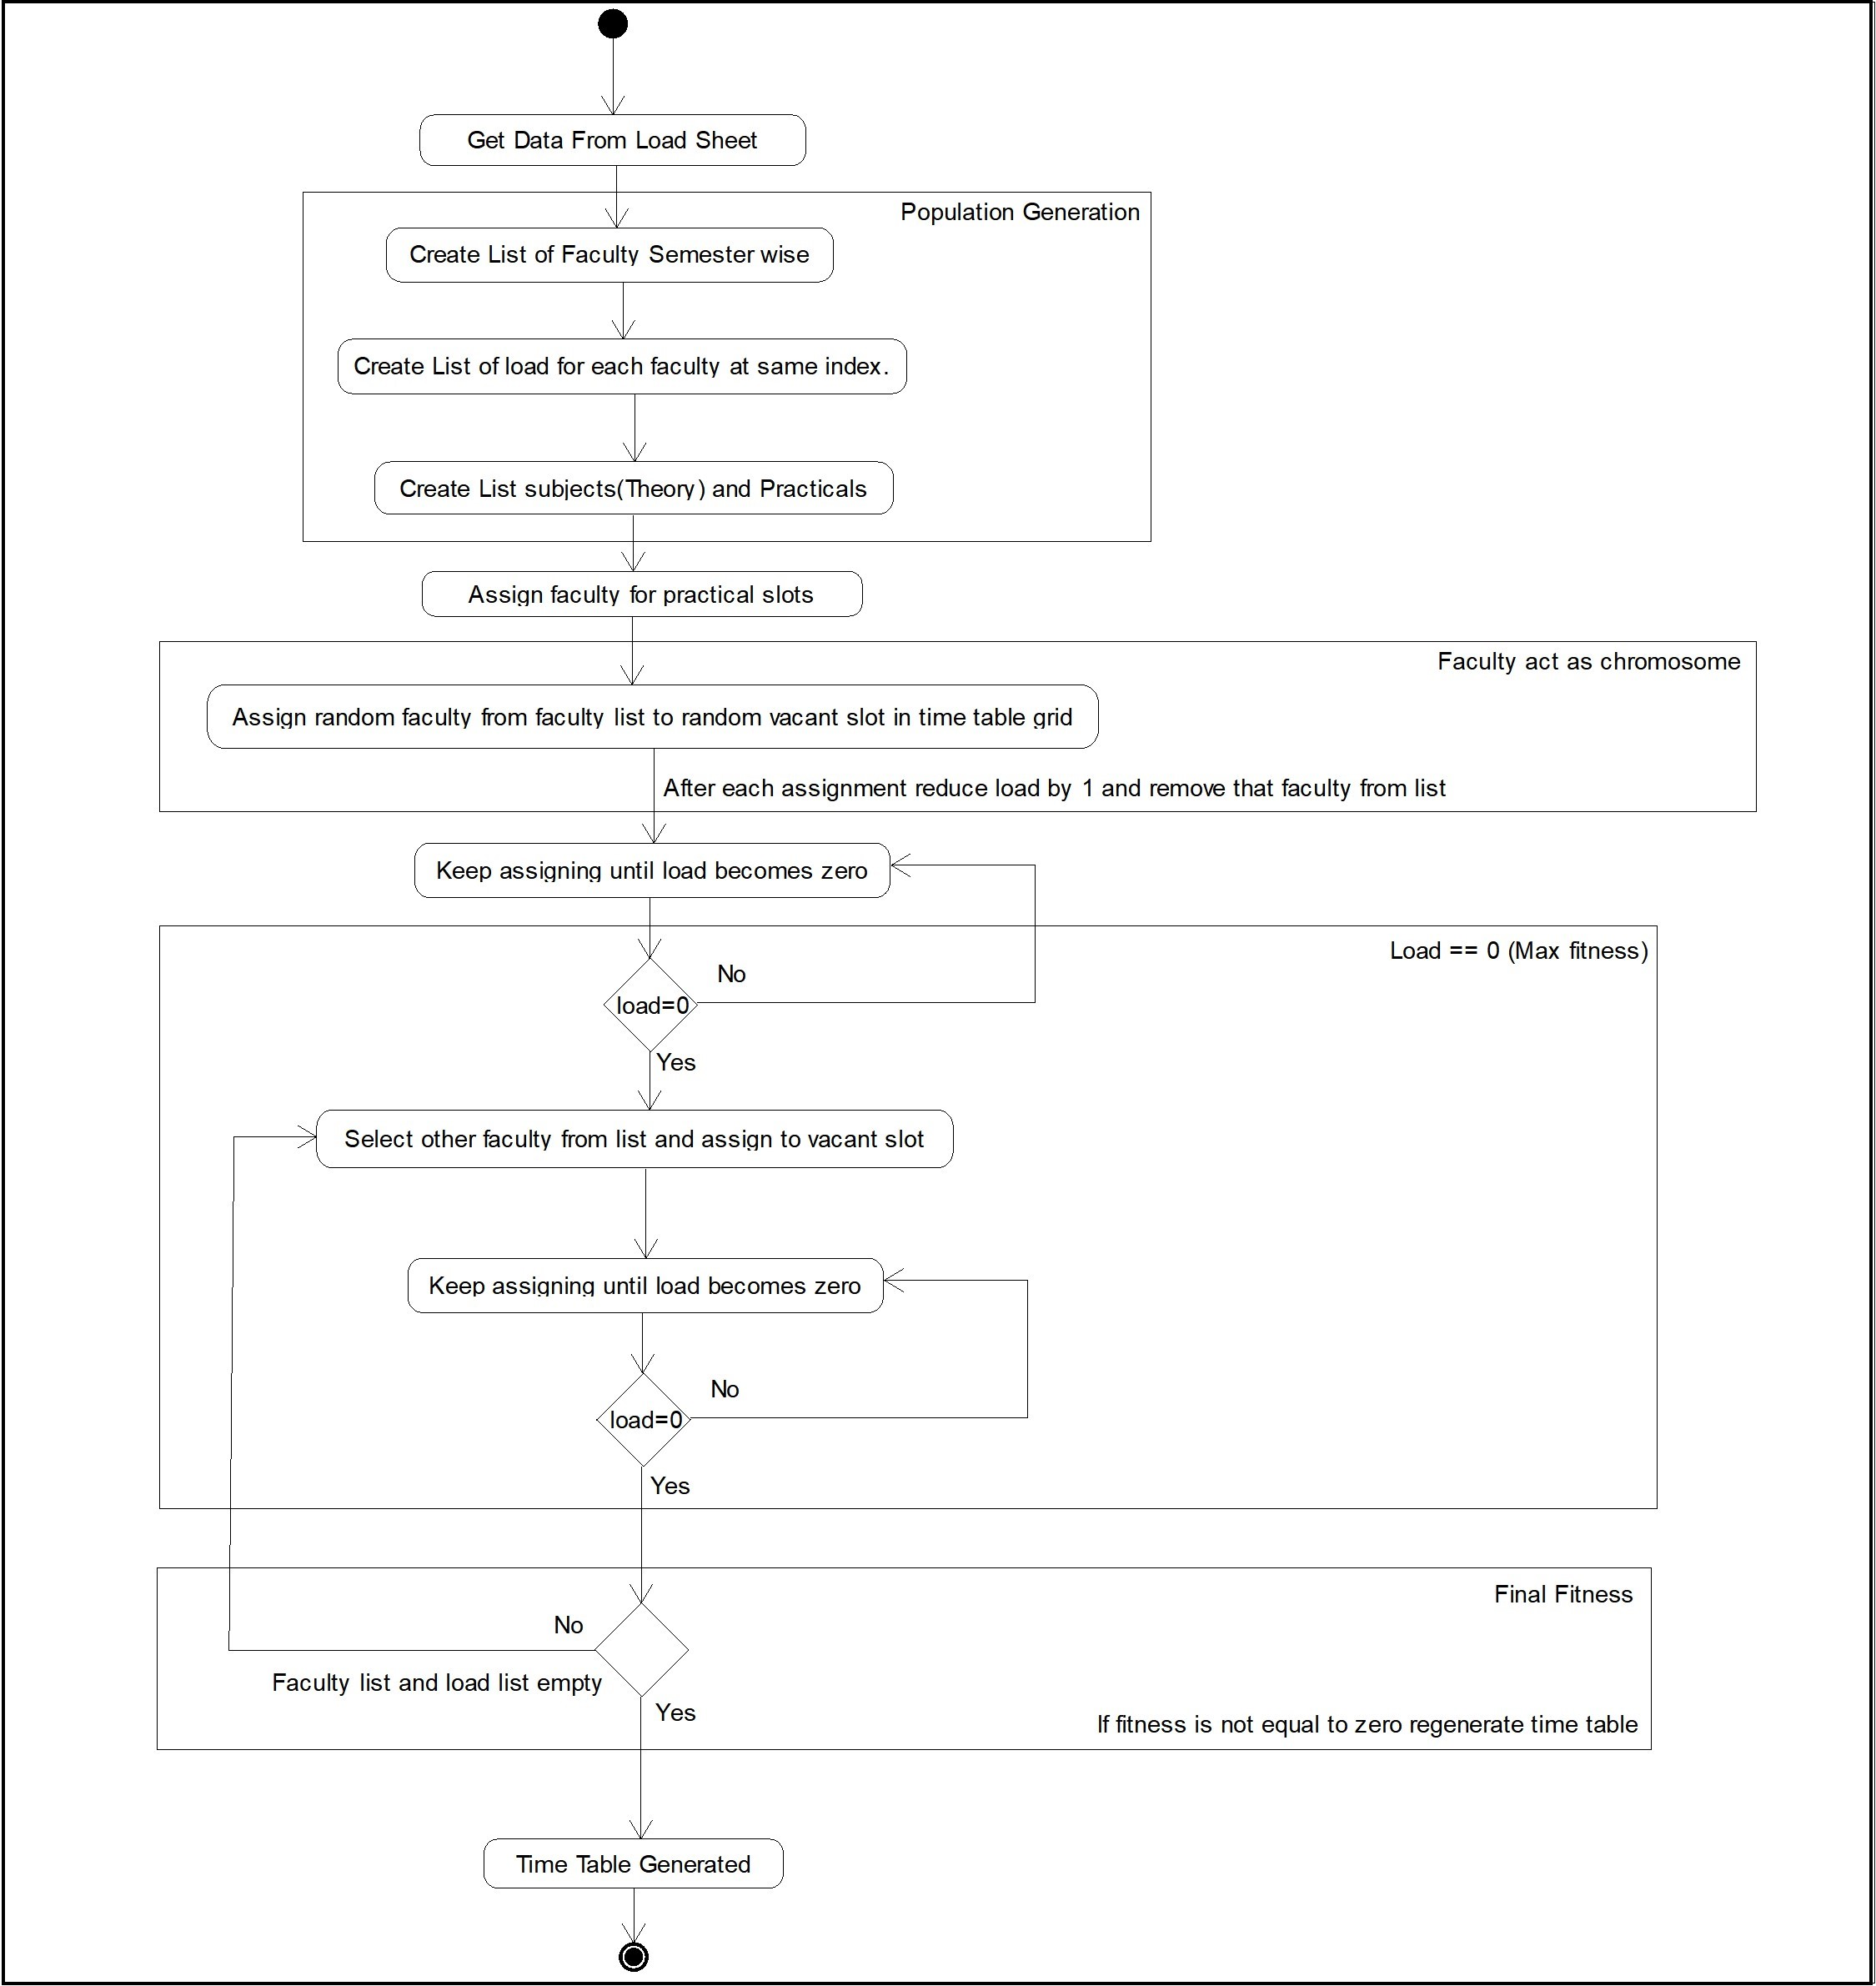 Get Data From Load Sheet
Population Generation
Create List of Faculty Semester wise
Create List of load for each faculty at same index.
Create List subjects(Theory) and Practicals
Assign faculty for practical slots
Faculty act as chromosome
Assign random faculty from faculty list to random vacant slot in time table grid
After each assignment reduce load by 1 and remove that faculty from list
Keep assigning until load becomes zero
Load == 0 (Max fitness)
No
load=0
Yes
Select other faculty from list and assign to vacant slot
Keep assigning until load becomes zero
No
load=0
Yes
Final Fitness
No
Faculty list and load list empty
Yes
If fitness is not equal to zero regenerate time table
Time Table Generated